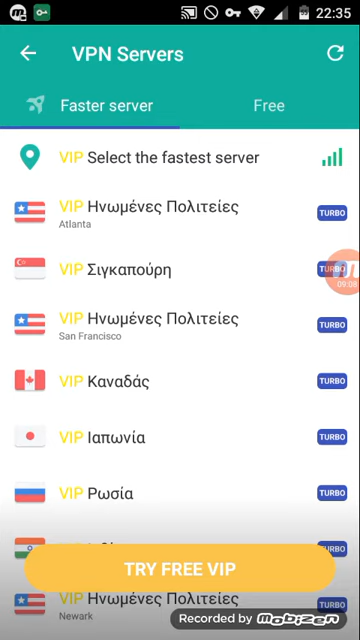 22:35
VPN Servers
Faster server
Free
VIP Select the fastest server
VIP Ηνωμένες Πολιτείες
Atlanta
TURBO
VIP Σιγκαπούρη
TURBO
09:08
VIP Ηνωμένες Πολιτείες
San Francisco
TURBO
VIP Καναδάς
TURBO
VIP Ιαπωνία
TURBO
VIP Ρωσία
TURBO
VIP
TURBO
TRY FREE VIP
VIP Ηνωμένες Πολιτείες
Newark
TURBO
Recorded by Mobizen